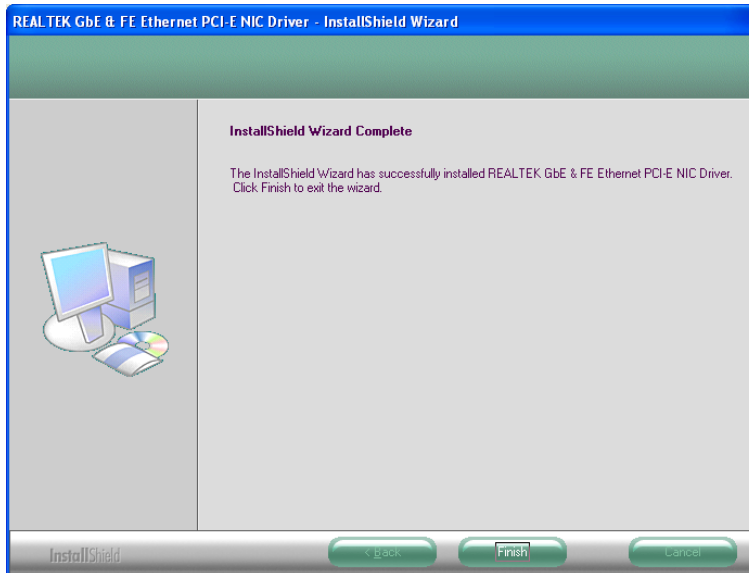 REALTEK GbE & FE Ethernet PCI-E NIC Driver - InstallShield Wizard
InstallShield Wizard Complete
The InstallShield Wizard has successfully installed REALTEK GbE & FE Ethernet PCI-E NIC Driver.
Click Finish to exit the wizard.
InstallShield
< Back
Finish
Cancel